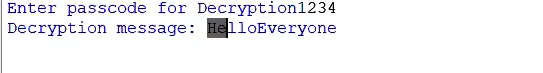 Enter passcode for Decryption1234
Decryption message: HelloEveryone